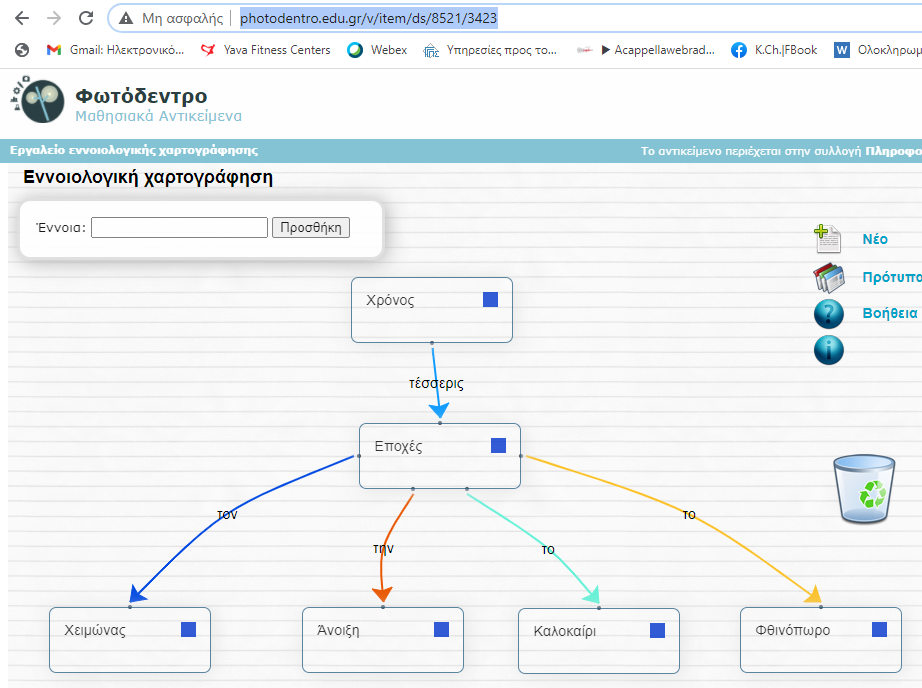 Μη ασφαλής
photodentro.edu.gr/v/item/ds/8521/3423
Gmail: Ηλεκτρονικό...
Yava Fitness Centers
Webex
Υπηρεσίες προς το...
Acappellawebrad...
K.Ch.|FBook
Ολοκληρωμ
Φωτόδεντρο
Μαθησιακά Αντικείμενα
Εργαλείο εννοιολογικής χαρτογράφησης
Το αντικείμενο περιέχεται στην συλλογή Πληροφο
Εννοιολογική χαρτογράφηση
Έννοια:
Προσθήκη
Νέο
Πρότυπα
Βοήθεια
Χρόνος
τέσσερις
Εποχές
τον
την
το
το
Χειμώνας
Άνοιξη
Καλοκαίρι
Φθινόπωρο